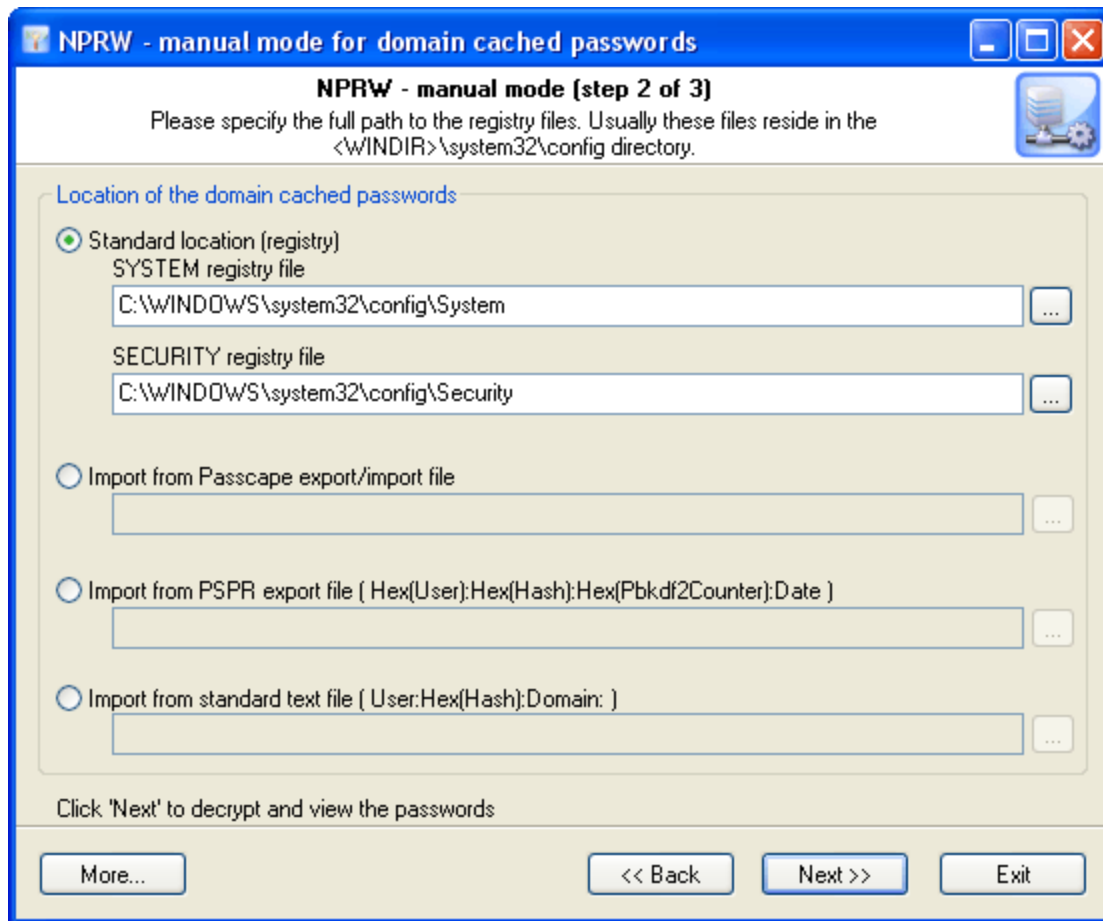 NPRW - manual mode for domain cached passwords
NPRW - manual mode (step 2 of 3)
Please specify the full path to the registry files. Usually these files reside in the
<WINDIR>\system32\config directory.
Location of the domain cached passwords
Standard location (registry)
SYSTEM registry file
C:\WINDOWS\system32\config\System
...
SECURITY registry file
C:\WINDOWS\system32\config\Security
...
Import from Passcape export/import file
...
Import from PSPR export file ( Hex(User):Hex(Hash):Hex(Pbkdf2Counter):Date )
...
Import from standard text file ( User:Hex(Hash):Domain: )
...
Click 'Next' to decrypt and view the passwords
More... << Back Next >> Exit